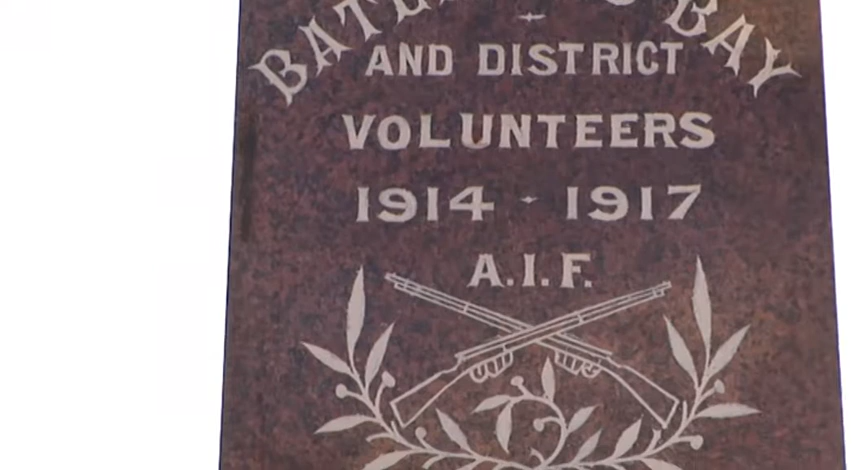 BAY
AND DISTRICT
VOLUNTEERS
1914 - 1917
A.I.F.